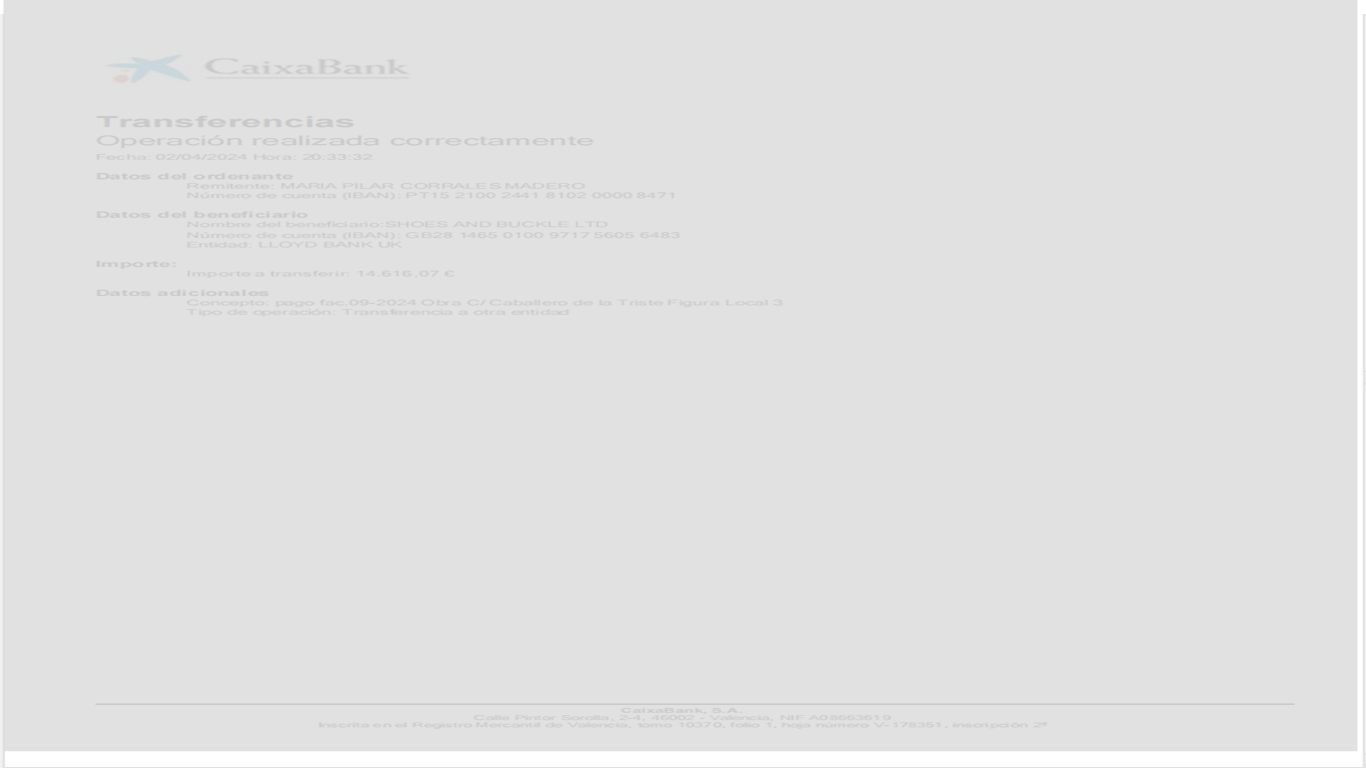 CaixaBank
Transferencias
Operación realizada correctamente
Fecha: 02/04/2024 Hora: 20:33:32
Datos del ordenante
Remitente: MARIA PILAR CORRALES MADERO
Número de cuenta (IBAN): PT15 2100 2441 8102 0000 8471
Datos del beneficiario
Nombre del beneficiario:SHOES AND BUCKLE LTD
Número de cuenta (IBAN): GB28 1465 0100 9717 5605 6483
Entidad: LLOYD BANK UK
Importe:
Importe a transferir: 14.616,07 €
Datos adicionales
Concepto: pago fac.09-2024 Obra C/ Caballero de la Triste Figura Local 3
Tipo de operación: Transferencia a otra entidad
CaixaBank, S.A.
Calle Pintor Sorolla, 2-4, 46002 - Valencia, NIF A08663619
Inscrita en el Registro Mercantil de Valencia, tomo 10370, folio 1, hoja número V-178351, inscripción 2ª